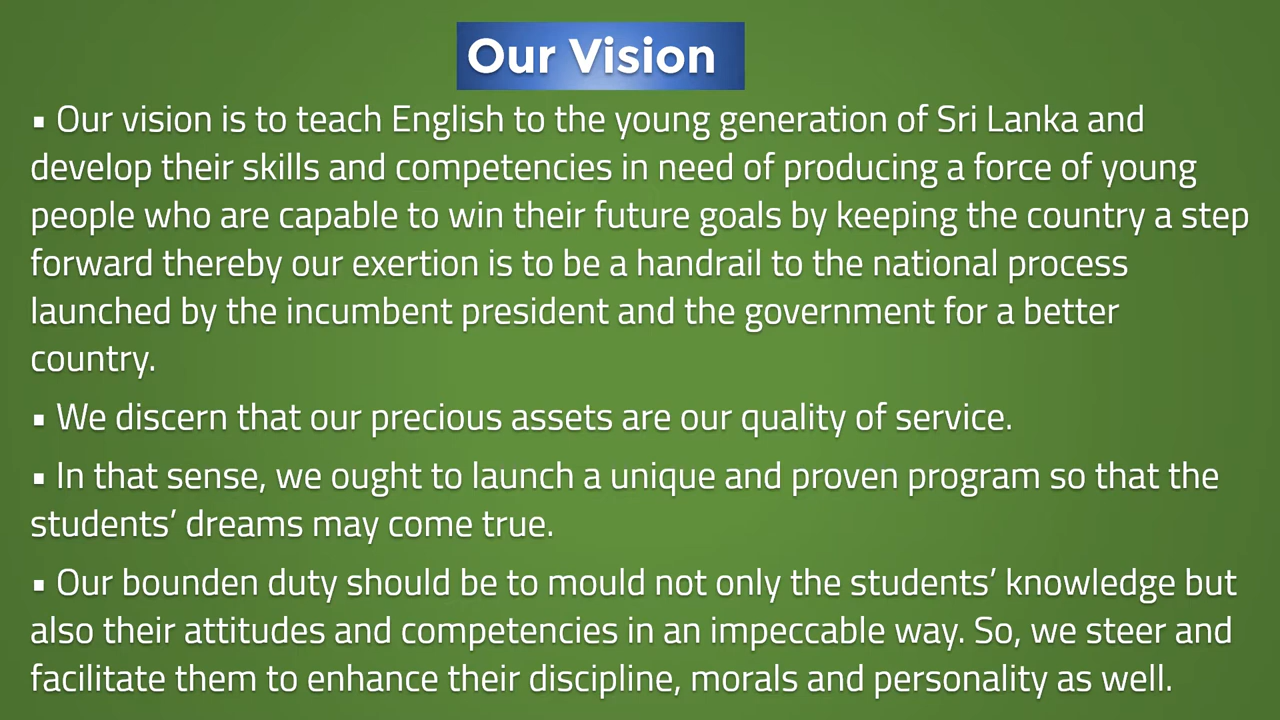 Our Vision
▪ Our vision is to teach English to the young generation of Sri Lanka and
develop their skills and competencies in need of producing a force of young
people who are capable to win their future goals by keeping the country a step
forward thereby our exertion is to be a handrail to the national process
launched by the incumbent president and the government for a better
country.
▪ We discern that our precious assets are our quality of service.
▪ In that sense, we ought to launch a unique and proven program so that the
students’ dreams may come true.
▪ Our bounden duty should be to mould not only the students’ knowledge but
also their attitudes and competencies in an impeccable way. So, we steer and
facilitate them to enhance their discipline, morals and personality as well.